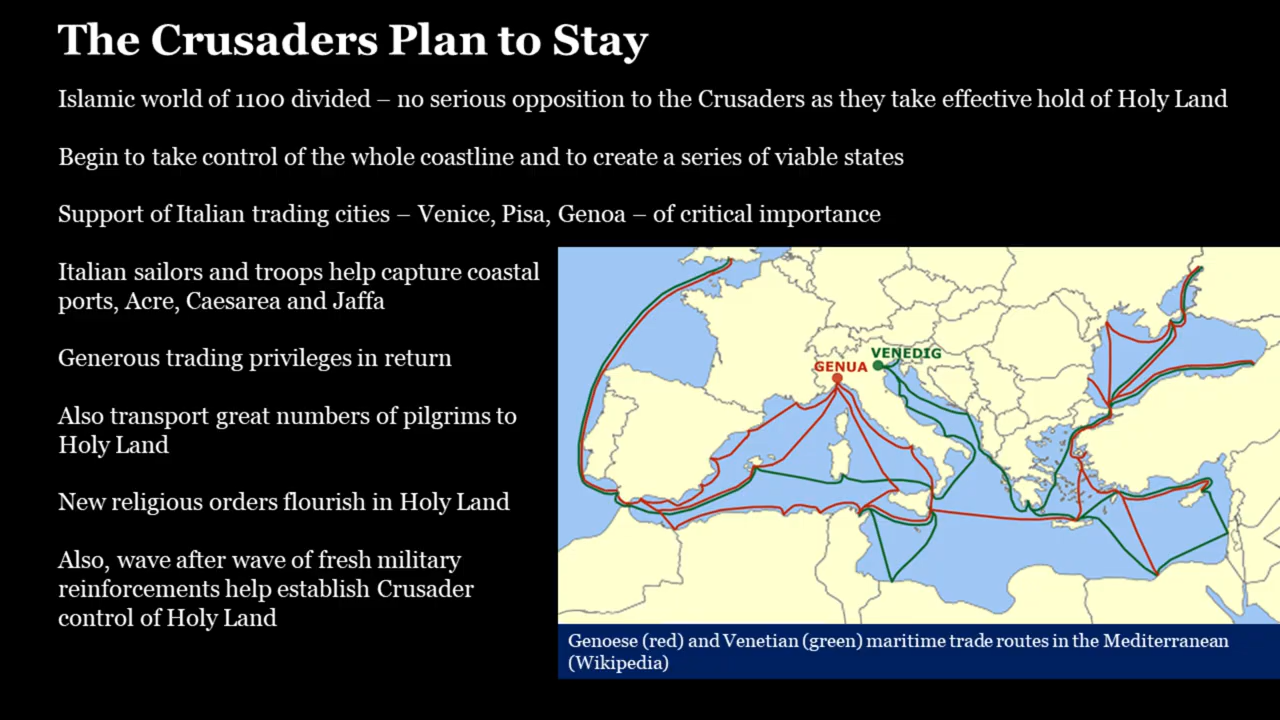 The Crusaders Plan to Stay
Islamic world of 1100 divided – no serious opposition to the Crusaders as they take effective hold of Holy Land
Begin to take control of the whole coastline and to create a series of viable states
Support of Italian trading cities – Venice, Pisa, Genoa – of critical importance
Italian sailors and troops help capture coastal
ports, Acre, Caesarea and Jaffa
Generous trading privileges in return
Also transport great numbers of pilgrims to
Holy Land
New religious orders flourish in Holy Land
Also, wave after wave of fresh military
reinforcements help establish Crusader
control of Holy Land
VENEDIG
GENUA
Genoese (red) and Venetian (green) maritime trade routes in the Mediterranean
(Wikipedia)